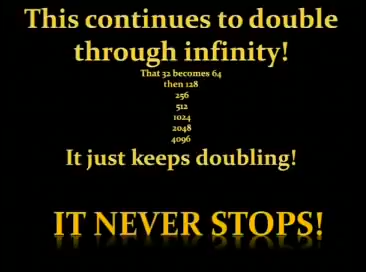 This continues to double
through infinity!
That 32 becomes 64
then 128
256
512
1024
2048
4096
It just keeps doubling!
IT NEVER STOPS!